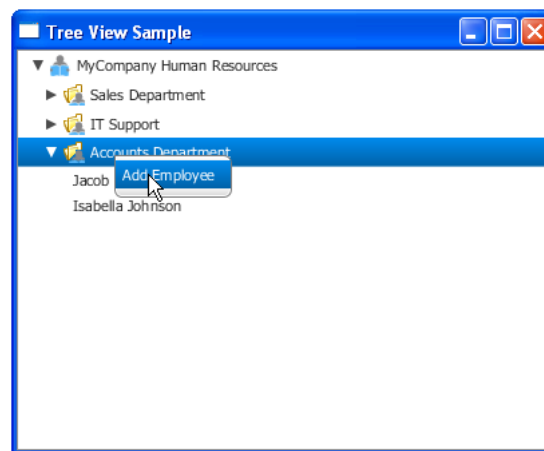 Tree View Sample
MyCompany Human Resources
Sales Department
IT Support
Accounts Department
Add Employee
Jacob
Isabella Johnson